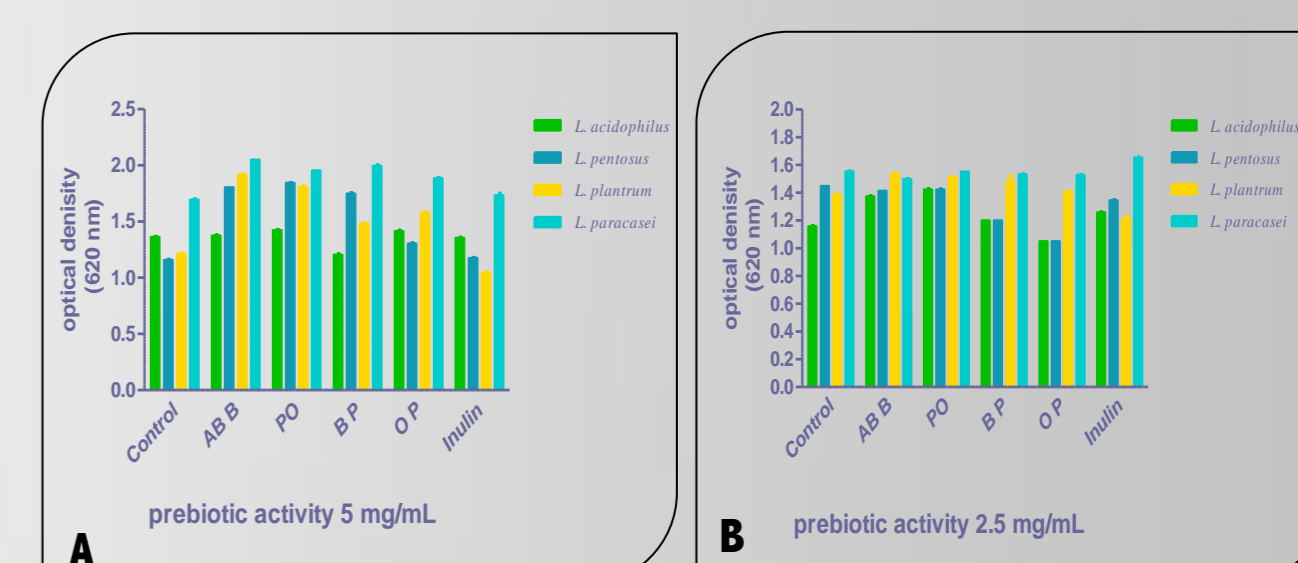 2.5
2.0
1.5
1.0
0.5
0.0
optical denisity
(620 nm)
L. acidophilus
L. pentosus
L. plantrum
L. paracasei
Control
AB B
PO
B P
O P
Inulin
prebiotic activity 5 mg/mL
A
2.0
1.8
1.6
1.4
1.2
1.0
0.8
0.6
0.4
0.2
0.0
optical denisity
(620 nm)
L. acidophilus
L. pentosus
L. plantrum
L. paracasei
Control
AB B
PO
B P
O P
Inulin
prebiotic activity 2.5 mg/mL
B